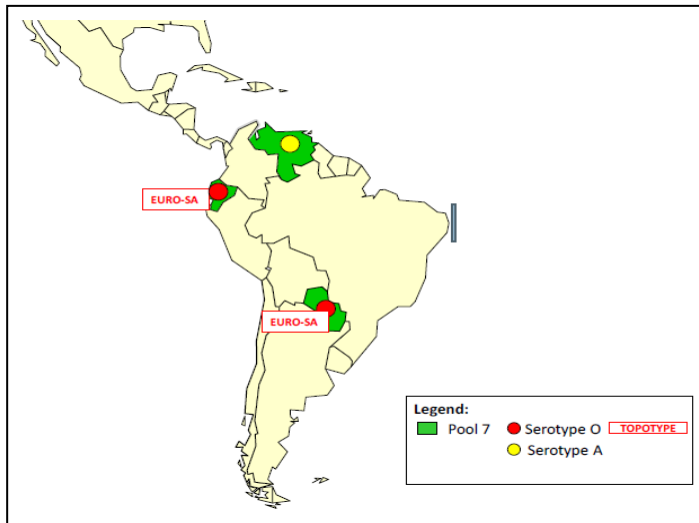 EURO-SA
EURO-SA
Legend:
Pool 7
Serotype O
TOPOTYPE
Serotype A